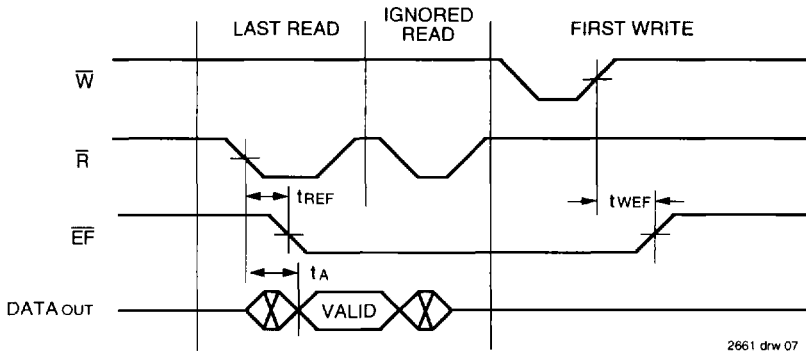 LAST READ
IGNORED
READ
FIRST WRITE
W
R
tREF
tWEF
EF
tA
DATA OUT
VALID
2661 drw 07